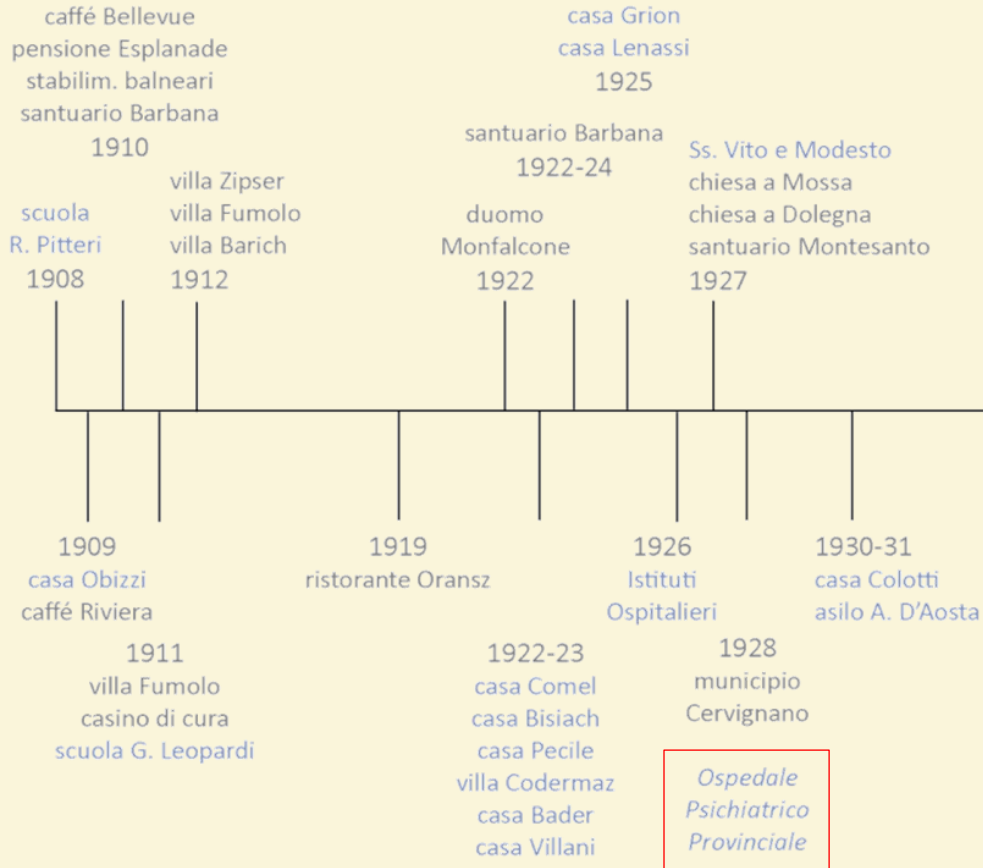 caffé Bellevue
pensione Esplanade
stabilim. balneari
santuario Barbana
1910
casa Grion
casa Lenassi
1925
santuario Barbana
1922-24
Ss. Vito e Modesto
chiesa a Mossa
chiesa a Dolegna
santuario Montesanto
1927
villa Zipser
villa Fumolo
villa Barich
1912
scuola
R. Pitteri
1908
duomo
Monfalcone
1922
1909
casa Obizzi
caffé Riviera
1919
ristorante Oransz
1926
Istituti
Ospitalieri
1930-31
casa Colotti
asilo A. D'Aosta
1911
villa Fumolo
casino di cura
scuola G. Leopardi
1922-23
casa Comel
casa Bisiach
casa Pecile
villa Codermaz
casa Bader
casa Villani
1928
municipio
Cervignano
Ospedale
Psichiatrico
Provinciale